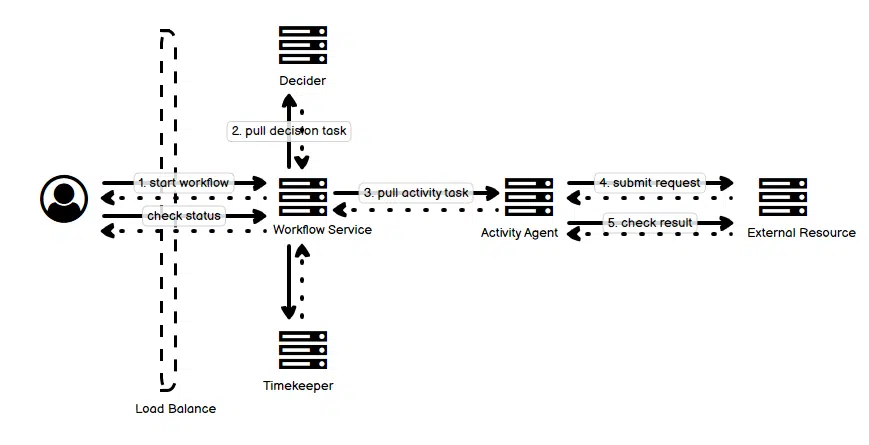 Decider
2. pull decision task
1. start workflow
3. pull activity task
4. submit request
check status
5. check result
Workflow Service
Activity Agent
External Resource
Timekeeper
Load Balance